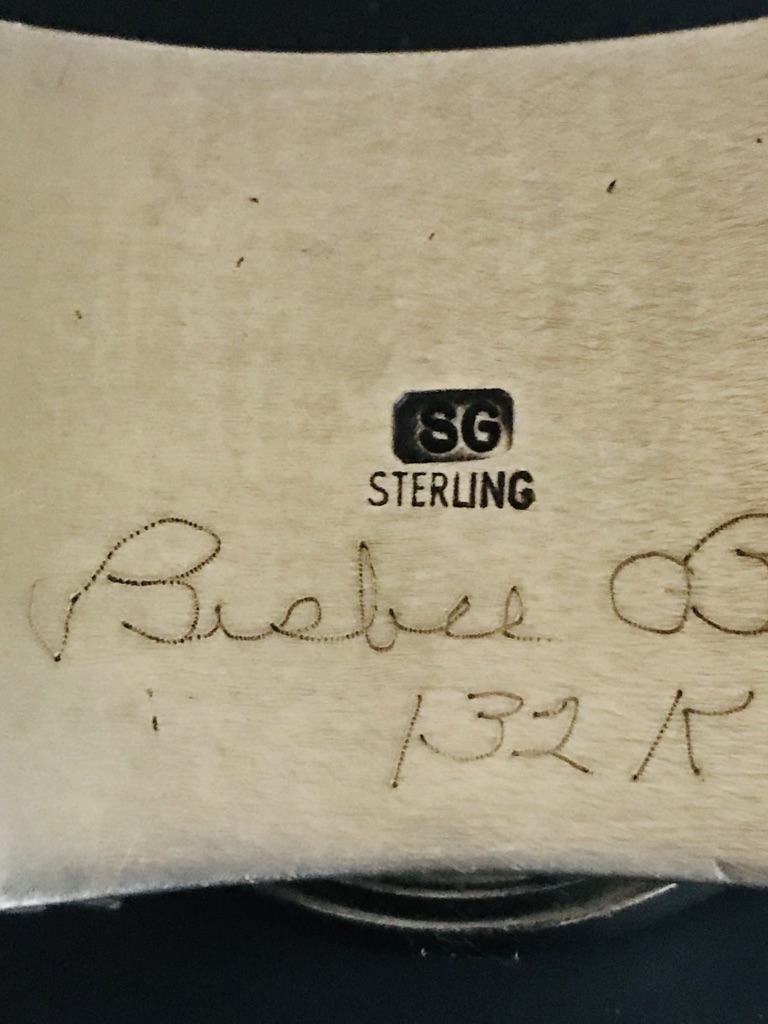 SG
STERLING
Bisbee B
132 K